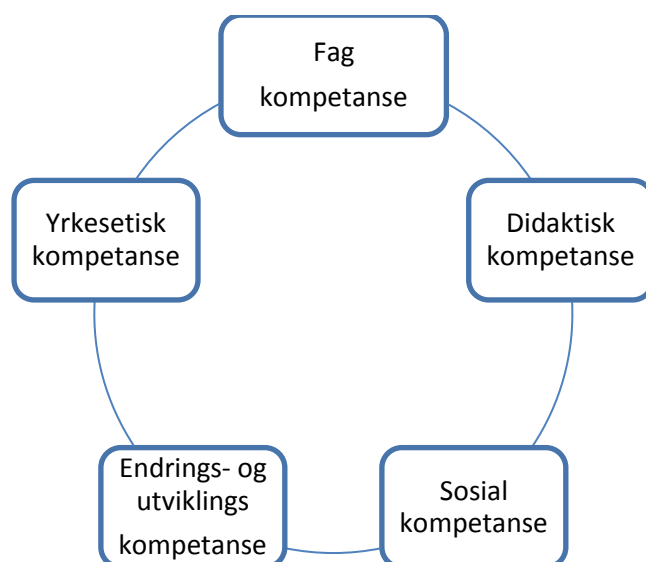 Fag
kompetanse
Yrkesetisk
kompetanse
Didaktisk
kompetanse
Endrings- og
utviklings
kompetanse
Sosial
kompetanse